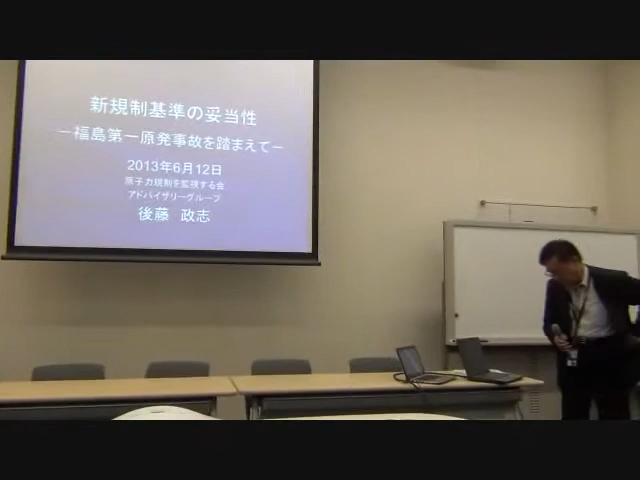 新規制基準の妥当性
－福島第一原発事故を踏まえて－
2013年6月12日
原子力規制を監視する会
アドバイザリーグループ
後藤　政志